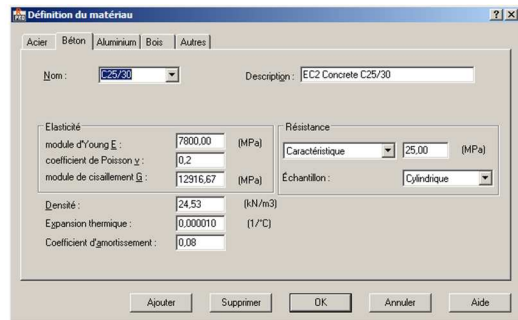 Définition du matériau
Acier Béton Aluminium Bois Autres
Nom : C25/30 Description : EC2 Concrete C25/30
Elasticité
module d'Young E : 7800,00 (MPa)
coefficient de Poisson v : 0,2
module de cisaillement G : 12916,67 (MPa)
Résistance
Caractéristique 25,00 (MPa)
Échantillon : Cylindrique
Densité : 24,53 (kN/m3)
Expansion thermique : 0,000010 (1/°C)
Coefficient d'amortissement : 0,08
Ajouter Supprimer OK Annuler Aide